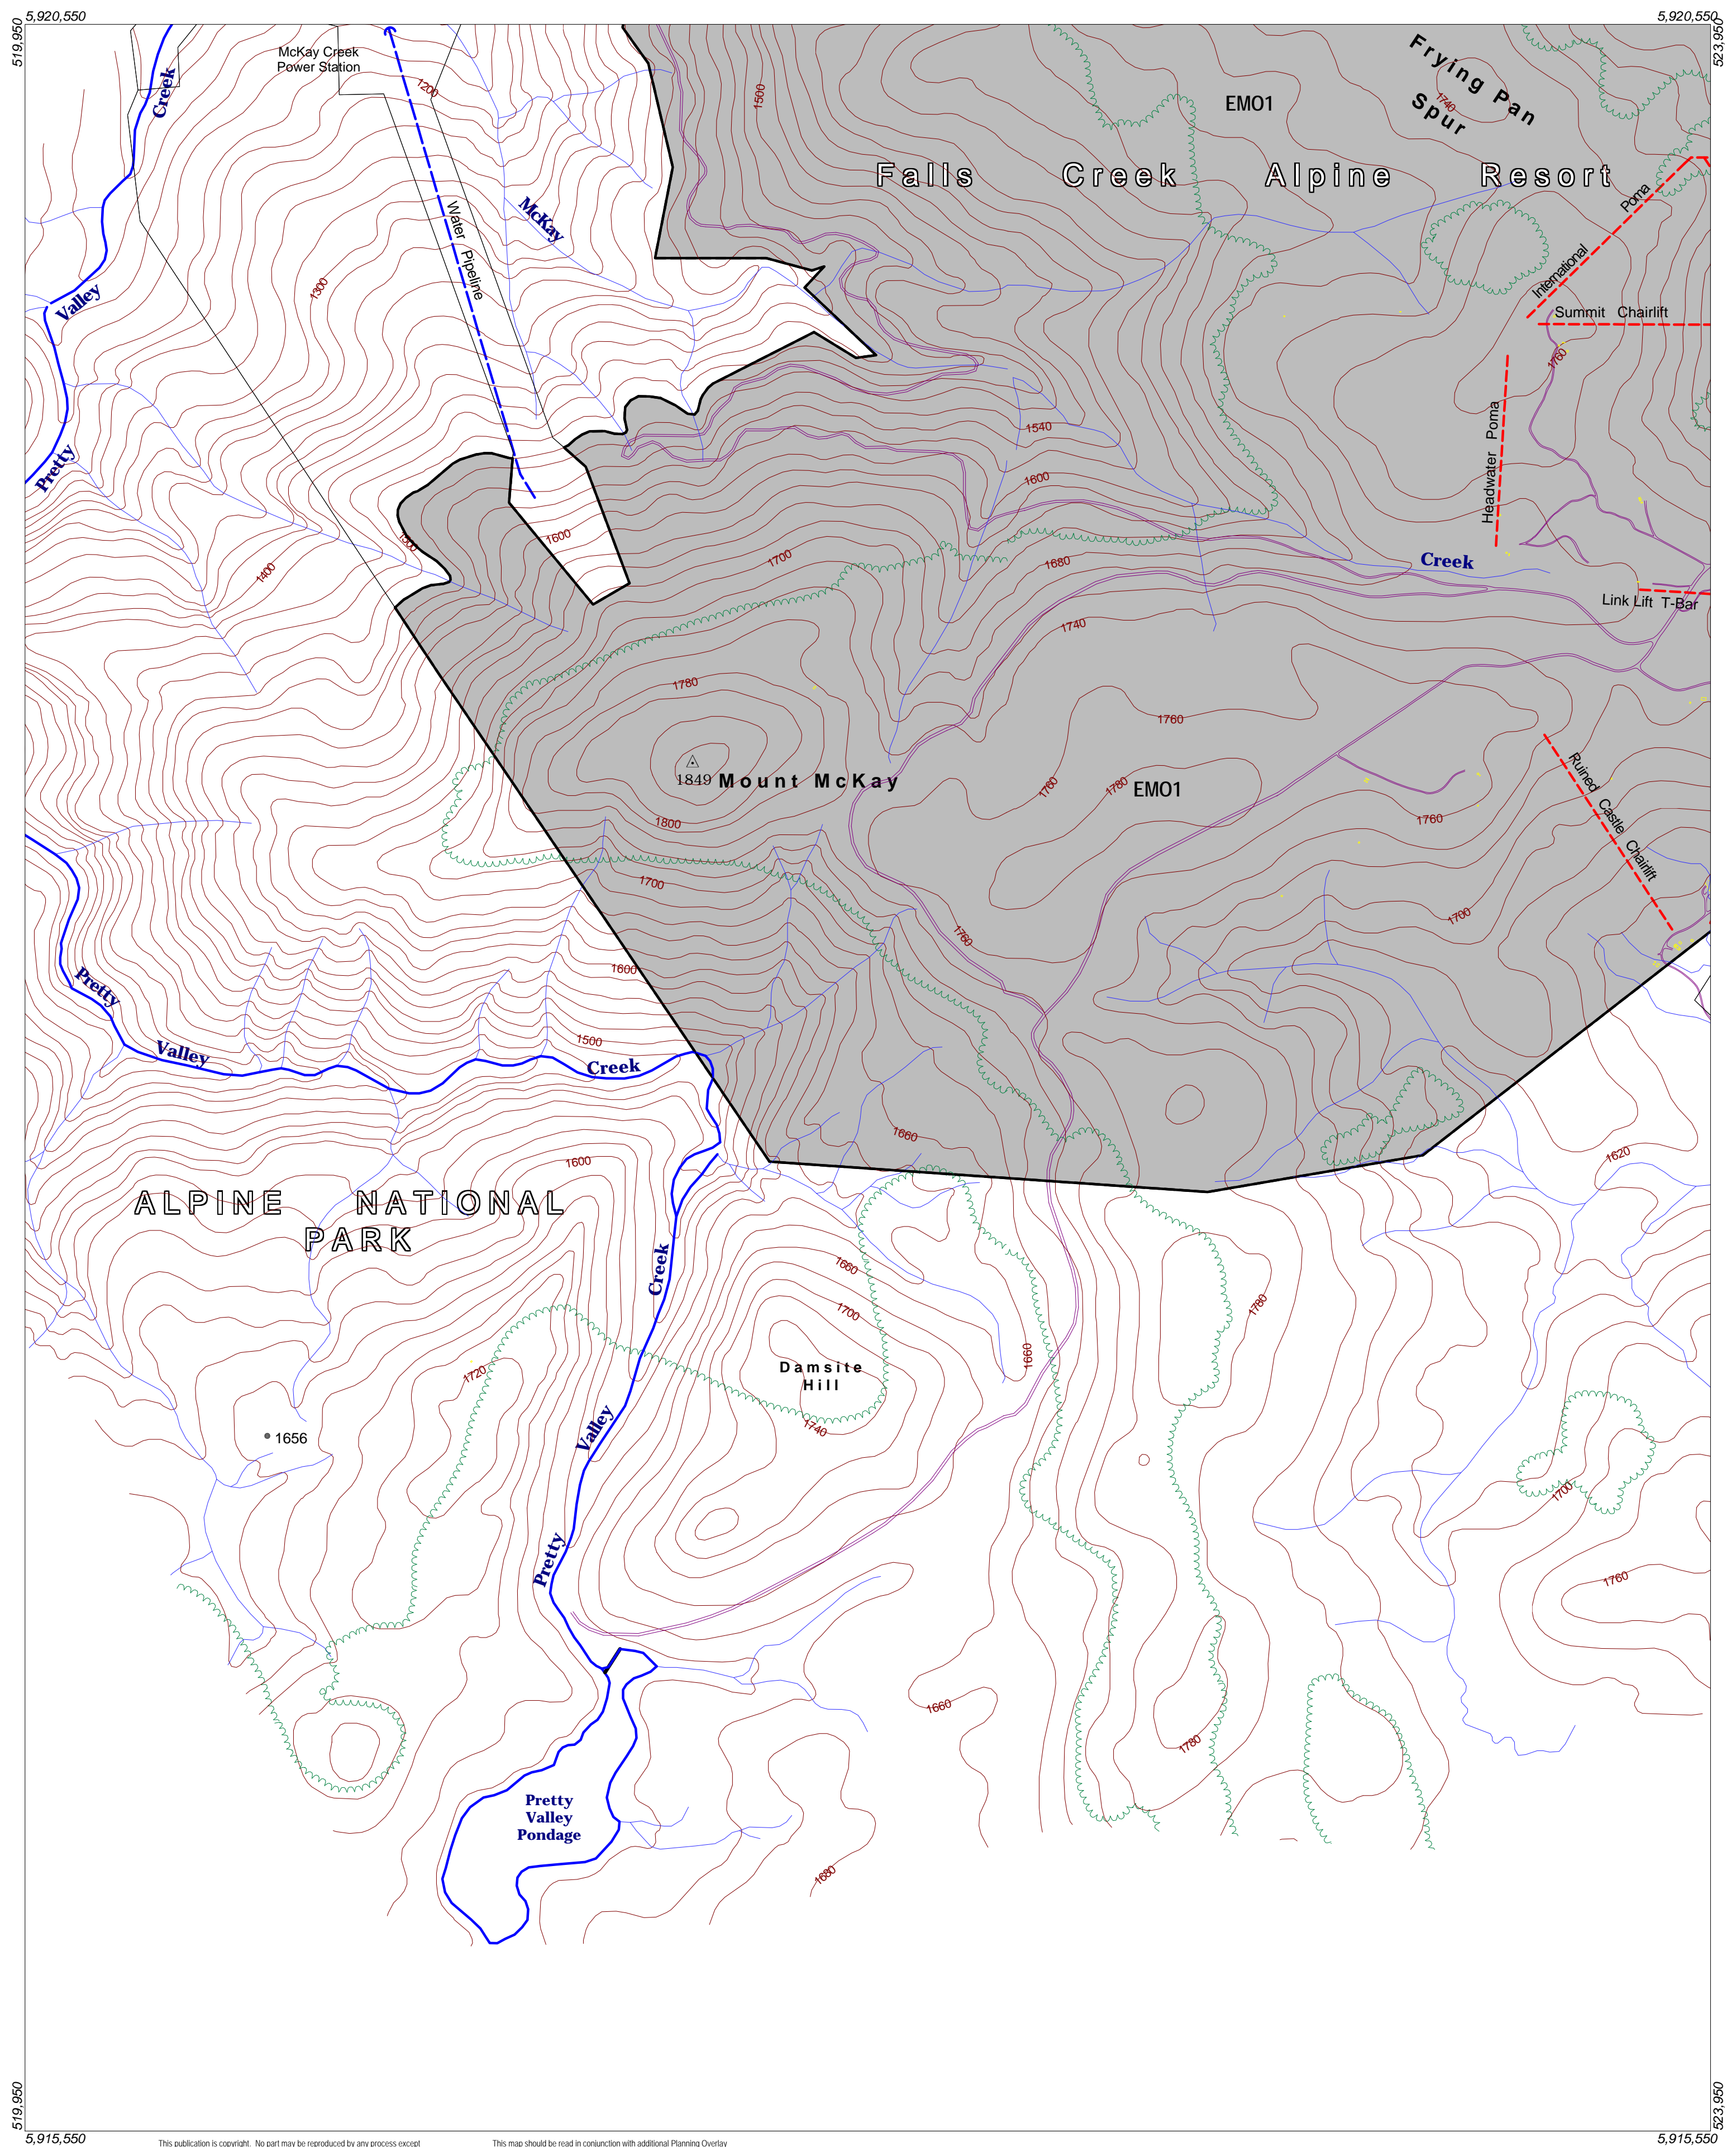 5,920,550
5,920,550
519,950
523,950
McKay Creek
Power Station
Creek
1200
1500
EMO1
Frying Pan
Spur
1740
Falls Creek Alpine Resort
Poma
McKay
Water Pipeline
International
1300
Valley
Summit Chairlift
1760
Headwater Poma
1540
Pretty
1600
1500
1600
1700
1680
Creek
1400
Link Lift T-Bar
1740
1780
1760
1849 Mount McKay
1760
1780
EMO1
Ruined Castle Chairlift
1800
1760
1700
1700
1760
1600
Pretty
Valley
1500
Creek
1660
1620
1600
ALPINE NATIONAL
PARK
Creek
1660
1700
1780
1660
Damsite
Hill
1720
1740
Valley
1656
1700
Pretty
1760
1660
1780
Pretty
Valley
Pondage
1680
519,950
523,950
5,915,550
5,915,550
This publication is copyright. No part may be reproduced by any process except
This map should be read in conjunction with additional Planning Overlay